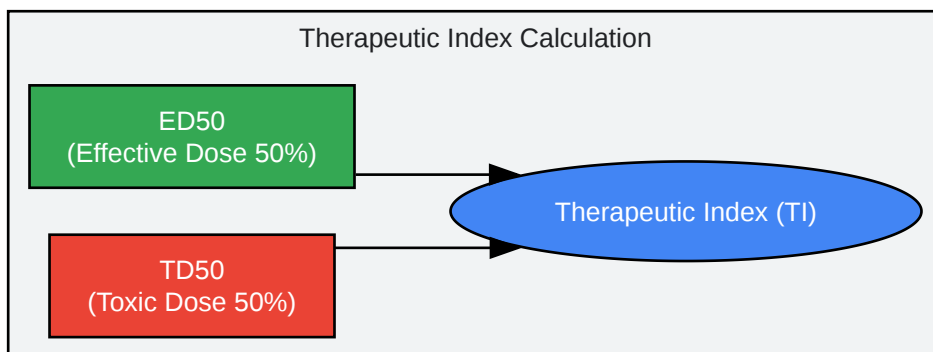 Therapeutic Index Calculation
ED50
(Effective Dose 50%)
Therapeutic Index (TI)
TD50
(Toxic Dose 50%)